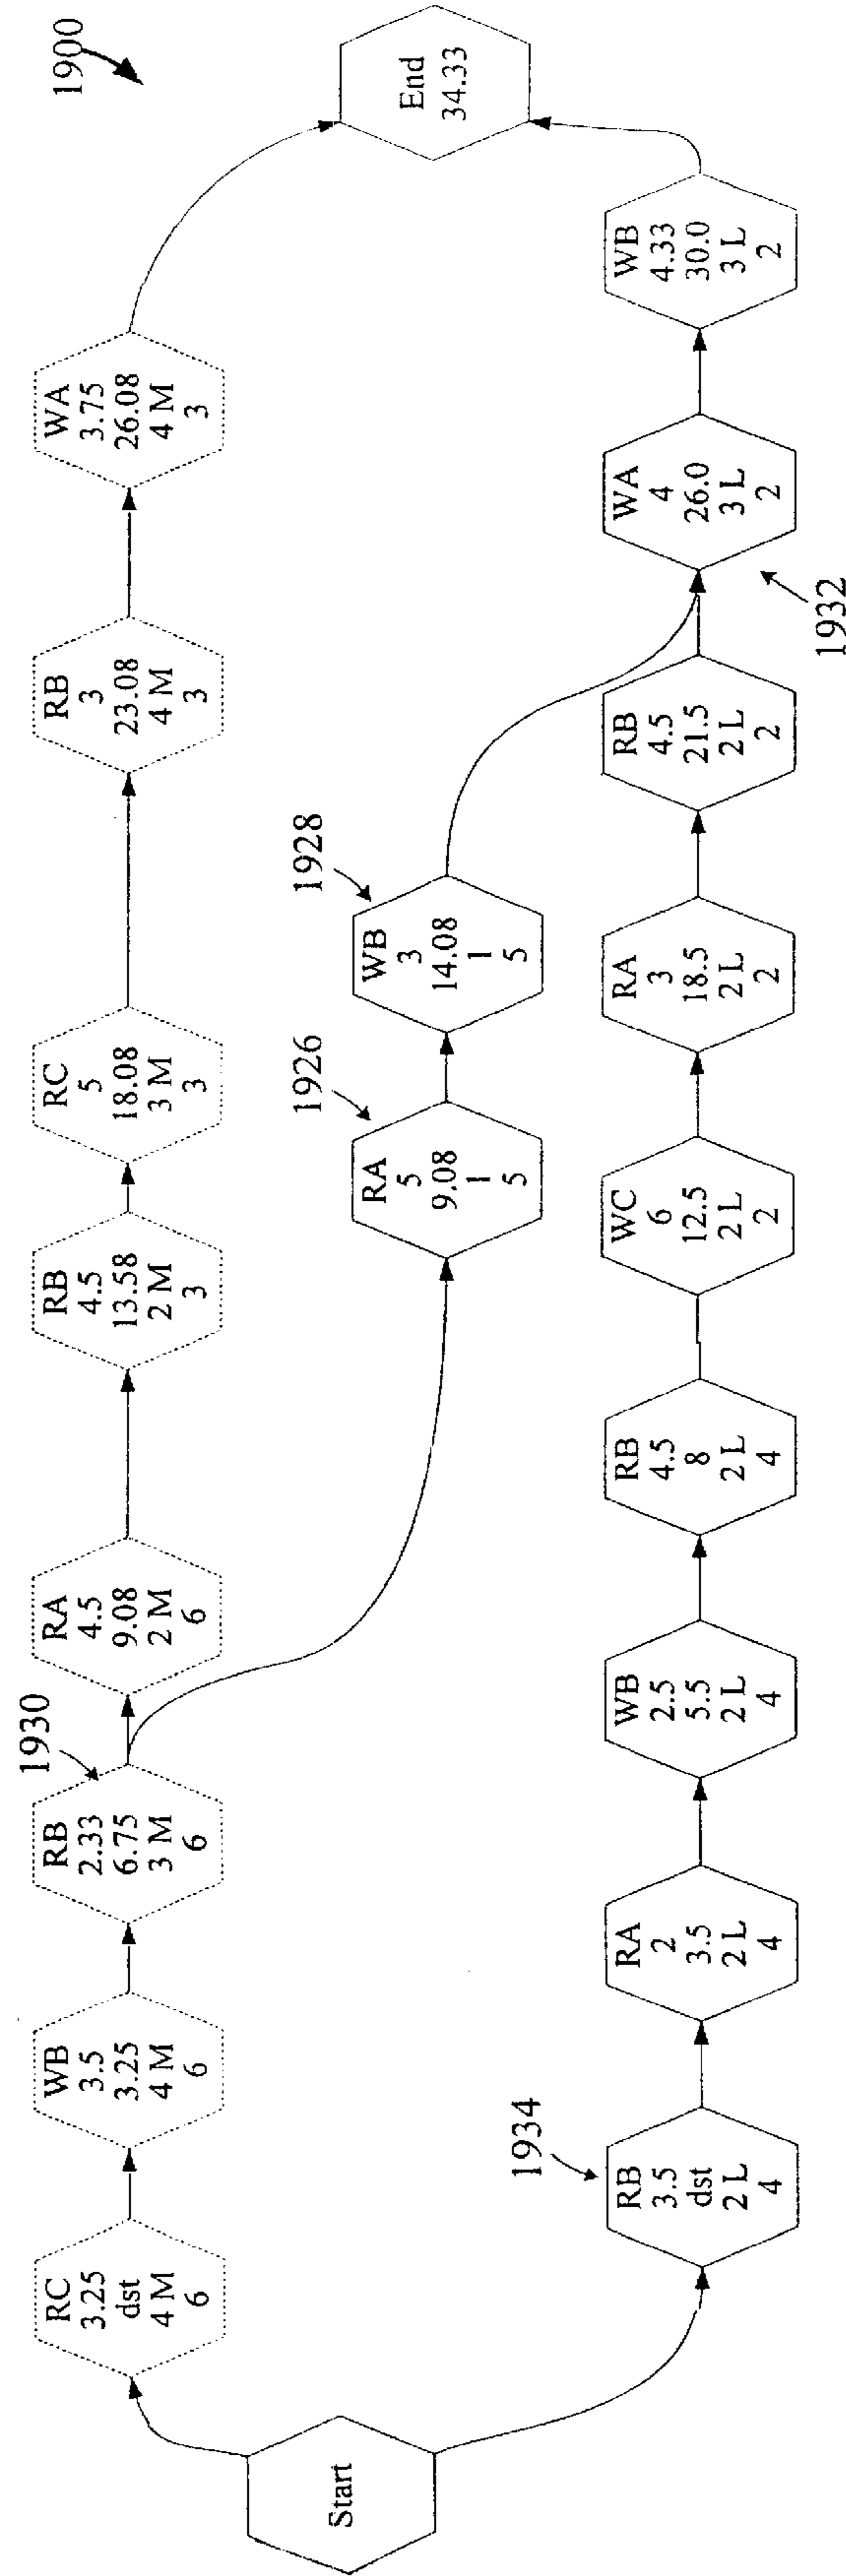 1900
Start
RC
3.25
dst
4 M
6
WB
3.5
3.25
4 M
6
1930
RB
2.33
6.75
3 M
6
RA
4.5
9.08
2 M
6
RB
4.5
13.58
2 M
3
RC
5
18.08
3 M
3
RB
3
23.08
4 M
3
WA
3.75
26.08
4 M
3
End
34.33
1926
RA
5
9.08
1
5
1928
WB
3
14.08
1
5
1934
RB
3.5
dst
2 L
4
RA
2
3.5
2 L
4
WB
2.5
5.5
2 L
4
RB
4.5
8
2 L
4
WC
6
12.5
2 L
2
RA
3
18.5
2 L
2
RB
4.5
21.5
2 L
2
WA
4
26.0
3 L
2
1932
WB
4.33
30.0
3 L
2